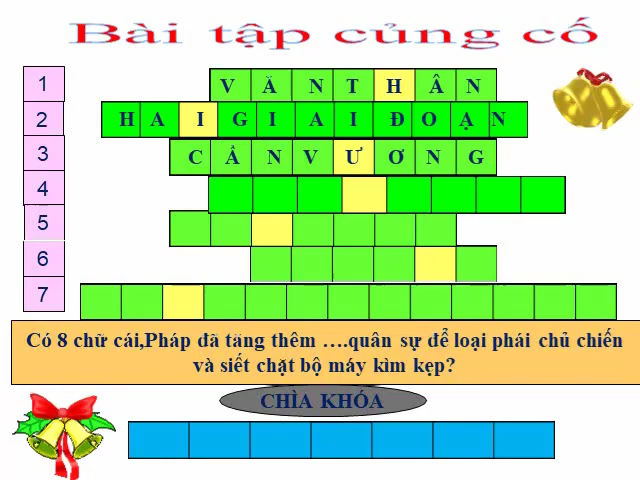 Bài tập củng cố
1 V Ă N T H Â N
2 H A I G I A I Đ O Ạ N
3 C Ầ N V Ư Ơ N G
4
5
6
7
Có 8 chữ cái,Pháp đã tăng thêm ….quân sự để loại phái chủ chiến
và siết chặt bộ máy kìm kẹp?
CHÌA KHÓA